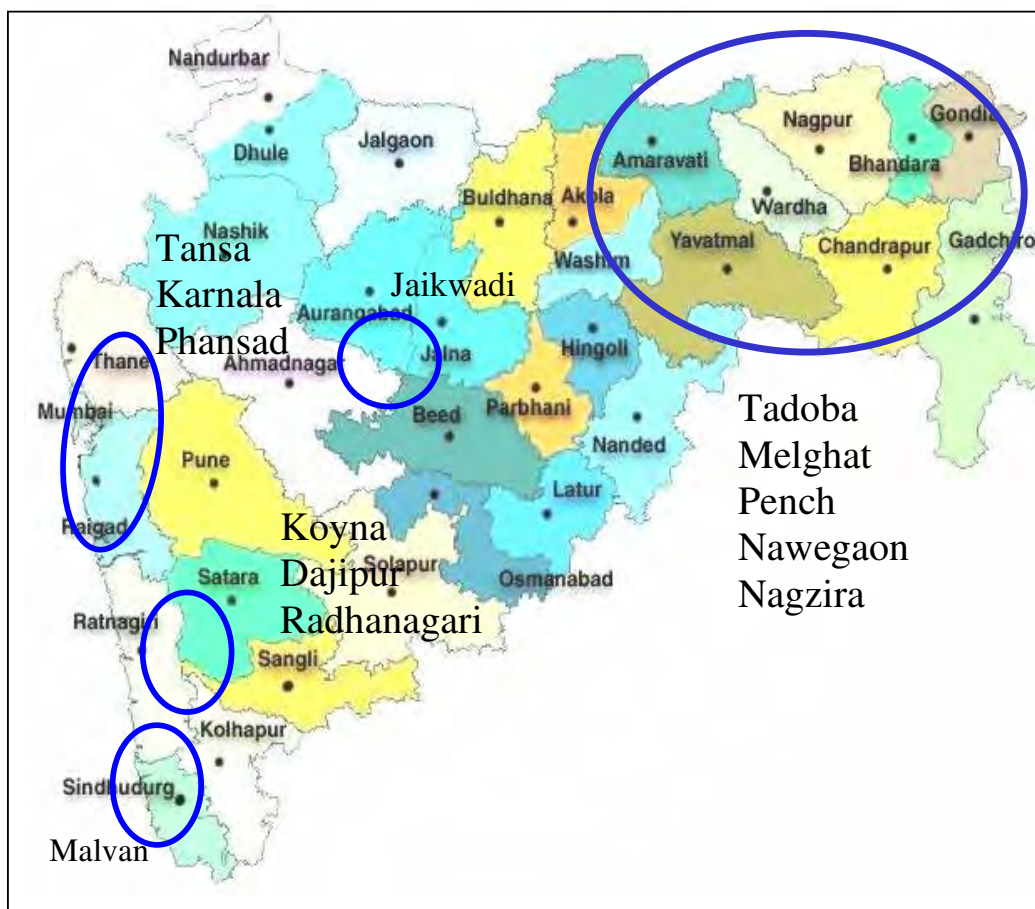 Nandurbar
Dhule
Jalgaon
Nagpur
Gondia
Amaravati
Bhandara
Buldhana
Akola
Wardha
Nashik
Yavatmal
Chandrapur
Gadchiro
Washim
Tansa
Karnala
Phansad
Jaikwadi
Aurangabad
Jalna
Hingoli
Thane
Ahmadnagar
Mumbai
Beed
Parbhani
Nanded
Tadoba
Melghat
Pench
Nawegaon
Nagzira
Pune
Latur
Raigad
Koyna
Dajipur
Radhanagari
Solapur
Osmanabad
Satara
Ratnagiri
Sangli
Kolhapur
Sindhudurg
Malvan